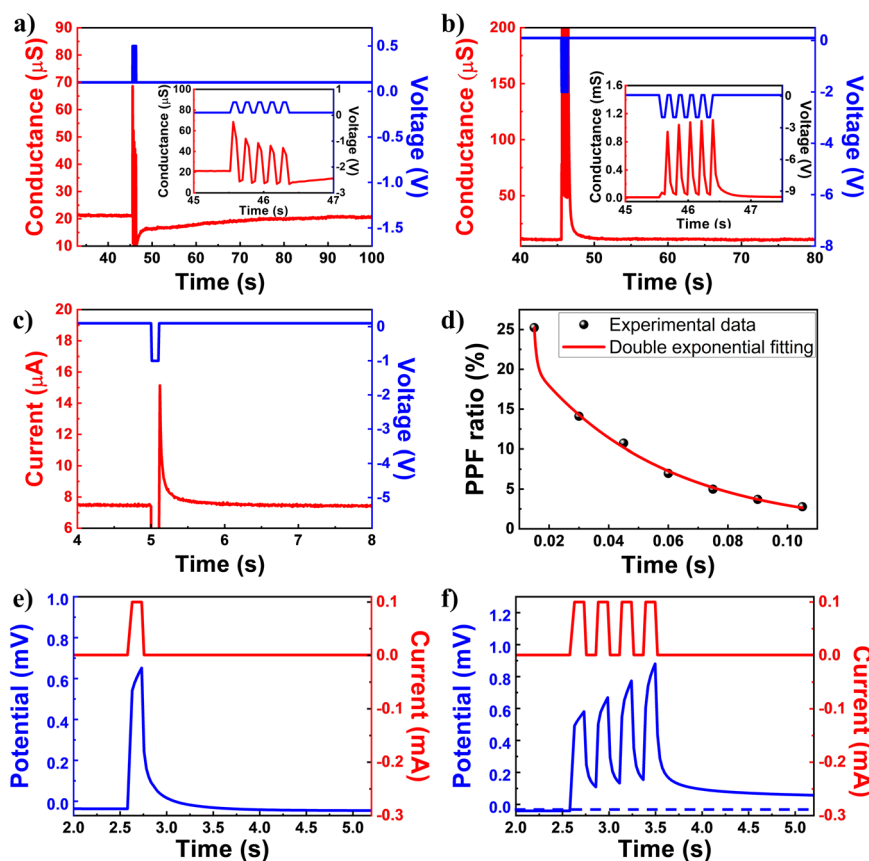 a)
Conductance (μS)
90
80
70
60
50
40
30
20
10
0.5
0.0
-0.5
-1.0
-1.5
Voltage (V)
40 50 60 70 80 90 100
Time (s)
Conductance (μS)
100
80
60
40
20
0
1
0
-1
-2
-3
Voltage (V)
45 46 47
Time (s)
b)
Conductance (μS)
200
150
100
50
0
-2
-4
-6
-8
Voltage (V)
40 50 60 70 80
Time (s)
Conductance (mS)
1.6
1.2
0.8
0.4
0.0
0
-3
-6
-9
Voltage (V)
45 46 47
Time (s)
c)
Current (μA)
20
18
16
14
12
10
8
6
0
-1
-2
-3
-4
-5
Voltage (V)
4 5 6 7 8
Time (s)
d)
PPF ratio (%)
25
20
15
10
5
0
Experimental data
Double exponential fitting
0.02 0.04 0.06 0.08 0.10
Time (s)
e)
Potential (mV)
1.0
0.8
0.6
0.4
0.2
0.0
0.1
0.0
-0.1
-0.2
-0.3
Current (mA)
2.0 2.5 3.0 3.5 4.0 4.5 5.0
Time (s)
f)
Potential (mV)
1.2
1.0
0.8
0.6
0.4
0.2
0.0
0.1
0.0
-0.1
-0.2
-0.3
Current (mA)
2.0 2.5 3.0 3.5 4.0 4.5 5.0
Time (s)